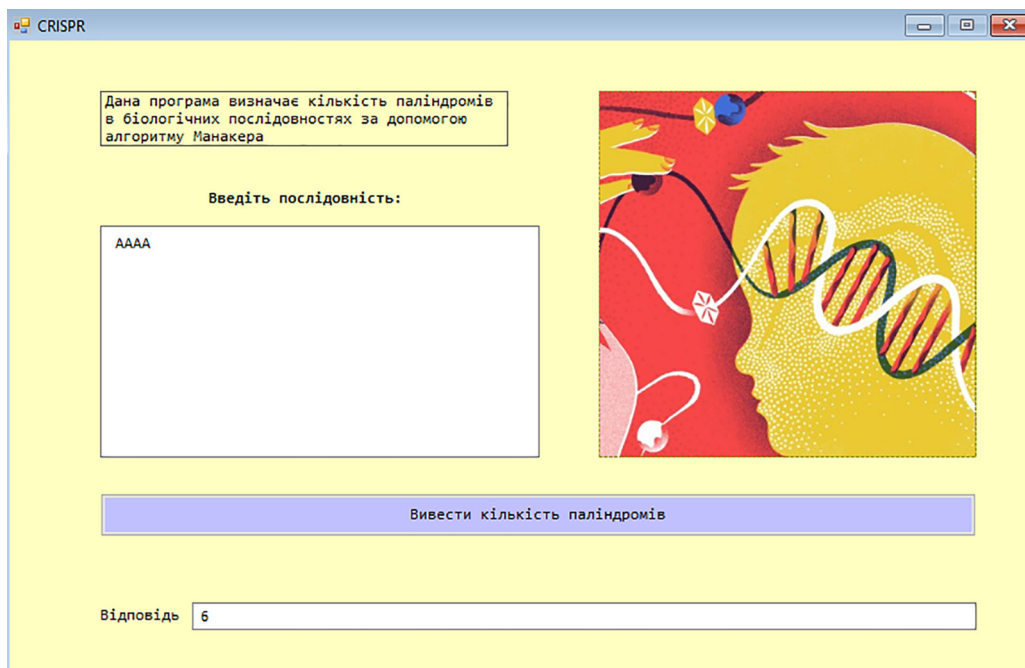 CRISPR
Дана програма визначає кількість паліндромів
в біологічних послідовностях за допомогою
алгоритму Манакера
Введіть послідовність:
AAAA
Вивести кількість паліндромів
Відповідь 6